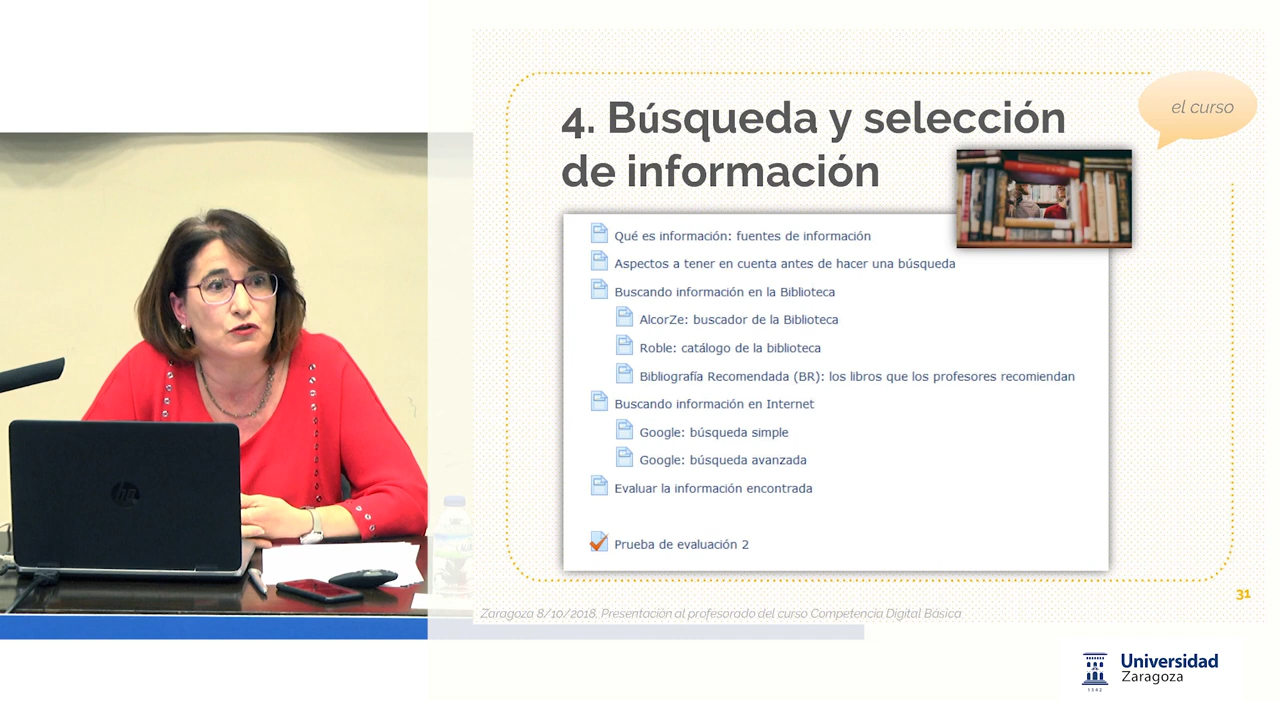 el curso
4. Búsqueda y selección
de información
Qué es información: fuentes de información
Aspectos a tener en cuenta antes de hacer una búsqueda
Buscando información en la Biblioteca
AlcorZe: buscador de la Biblioteca
Roble: catálogo de la biblioteca
Bibliografía Recomendada (BR): los libros que los profesores recomiendan
Buscando información en Internet
Google: búsqueda simple
Google: búsqueda avanzada
Evaluar la información encontrada
Prueba de evaluación 2
hp
31
Zaragoza 8/10/2018. Presentación al profesorado del curso Competencia Digital Básica
Universidad
Zaragoza
1542